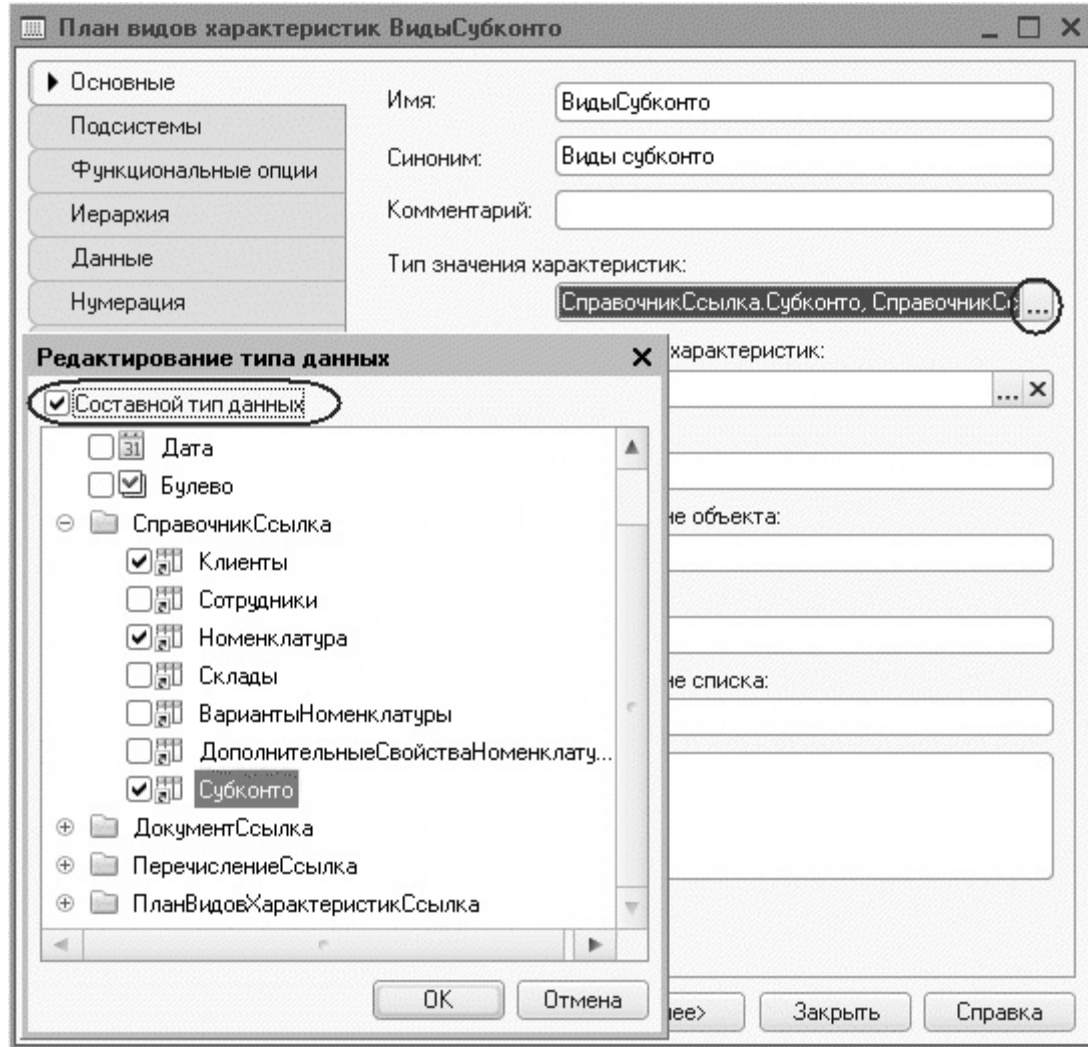 План видов характеристик ВидыСубконто
Основные
Подсистемы
Функциональные опции
Иерархия
Данные
Нумерация
Имя: ВидыСубконто
Синоним: Виды субконто
Комментарий:
Тип значения характеристик:
СправочникСсылка.Субконто, СправочникС ...
характеристик:
... ×
не объекта:
не списка:
Редактирование типа данных
Составной тип данных
31 Дата
Булево
СправочникСсылка
Клиенты
Сотрудники
Номенклатура
Склады
ВариантыНоменклатуры
ДополнительныеСвойстваНоменклату...
Субконто
ДокументСсылка
ПеречислениеСсылка
ПланВидовХарактеристикСсылка
OK Отмена
лее> Закрыть Справка